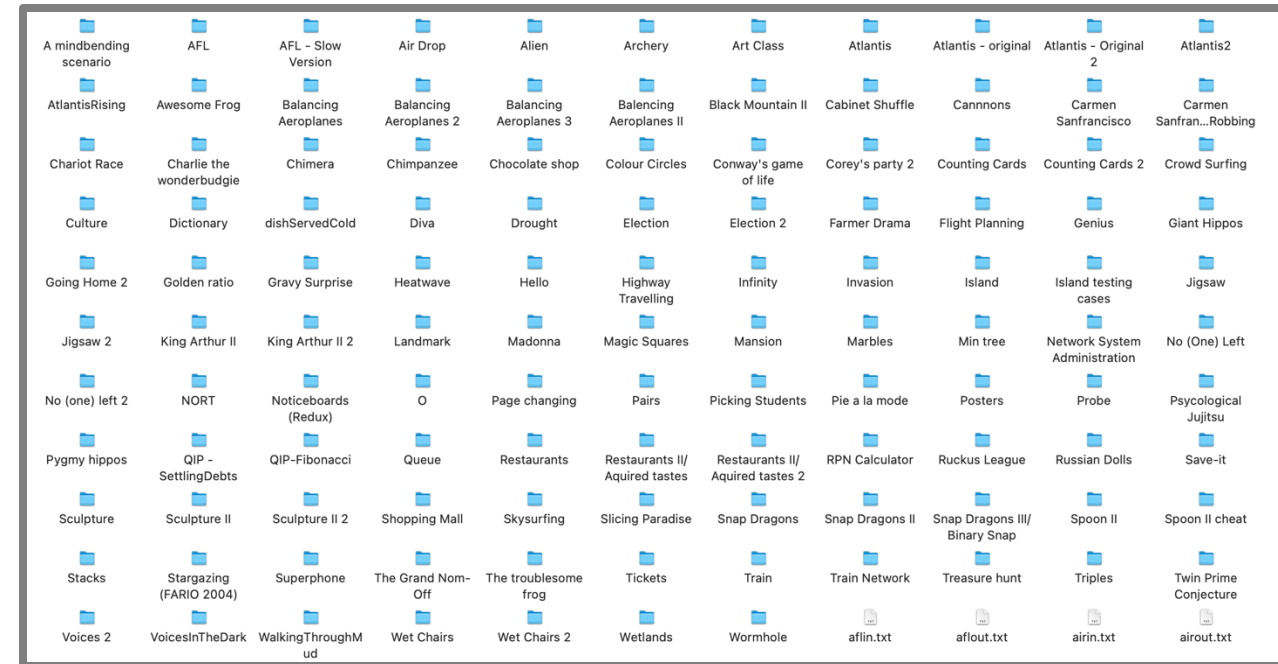 A mindbending scenario
AFL
AFL - Slow Version
Air Drop
Alien
Archery
Art Class
Atlantis
Atlantis - original
Atlantis - Original 2
Atlantis2
AtlantisRising
Awesome Frog
Balancing Aeroplanes
Balancing Aeroplanes 2
Balancing Aeroplanes 3
Balencing Aeroplanes II
Black Mountain II
Cabinet Shuffle
Cannnons
Carmen Sanfrancisco
Carmen Sanfran...Robbing
Chariot Race
Charlie the wonderbudgie
Chimera
Chimpanzee
Chocolate shop
Colour Circles
Conway's game of life
Corey's party 2
Counting Cards
Counting Cards 2
Crowd Surfing
Culture
Dictionary
dishServedCold
Diva
Drought
Election
Election 2
Farmer Drama
Flight Planning
Genius
Giant Hippos
Going Home 2
Golden ratio
Gravy Surprise
Heatwave
Hello
Highway Travelling
Infinity
Invasion
Island
Island testing cases
Jigsaw
Jigsaw 2
King Arthur II
King Arthur II 2
Landmark
Madonna
Magic Squares
Mansion
Marbles
Min tree
Network System Administration
No (One) Left
No (one) left 2
NORT
Noticeboards (Redux)
O
Page changing
Pairs
Picking Students
Pie a la mode
Posters
Probe
Psycological Jujitsu
Pygmy hippos
QIP - SettlingDebts
QIP-Fibonacci
Queue
Restaurants
Restaurants II/ Aquired tastes
Restaurants II/ Aquired tastes 2
RPN Calculator
Ruckus League
Russian Dolls
Save-it
Sculpture
Sculpture II
Sculpture II 2
Shopping Mall
Skysurfing
Slicing Paradise
Snap Dragons
Snap Dragons II
Snap Dragons III/ Binary Snap
Spoon II
Spoon II cheat
Stacks
Stargazing (FARIO 2004)
Superphone
The Grand Nom-Off
The troublesome frog
Tickets
Train
Train Network
Treasure hunt
Triples
Twin Prime Conjecture
Voices 2
VoicesInTheDark
WalkingThroughMud
Wet Chairs
Wet Chairs 2
Wetlands
Wormhole
aflin.txt
aflout.txt
airin.txt
airout.txt